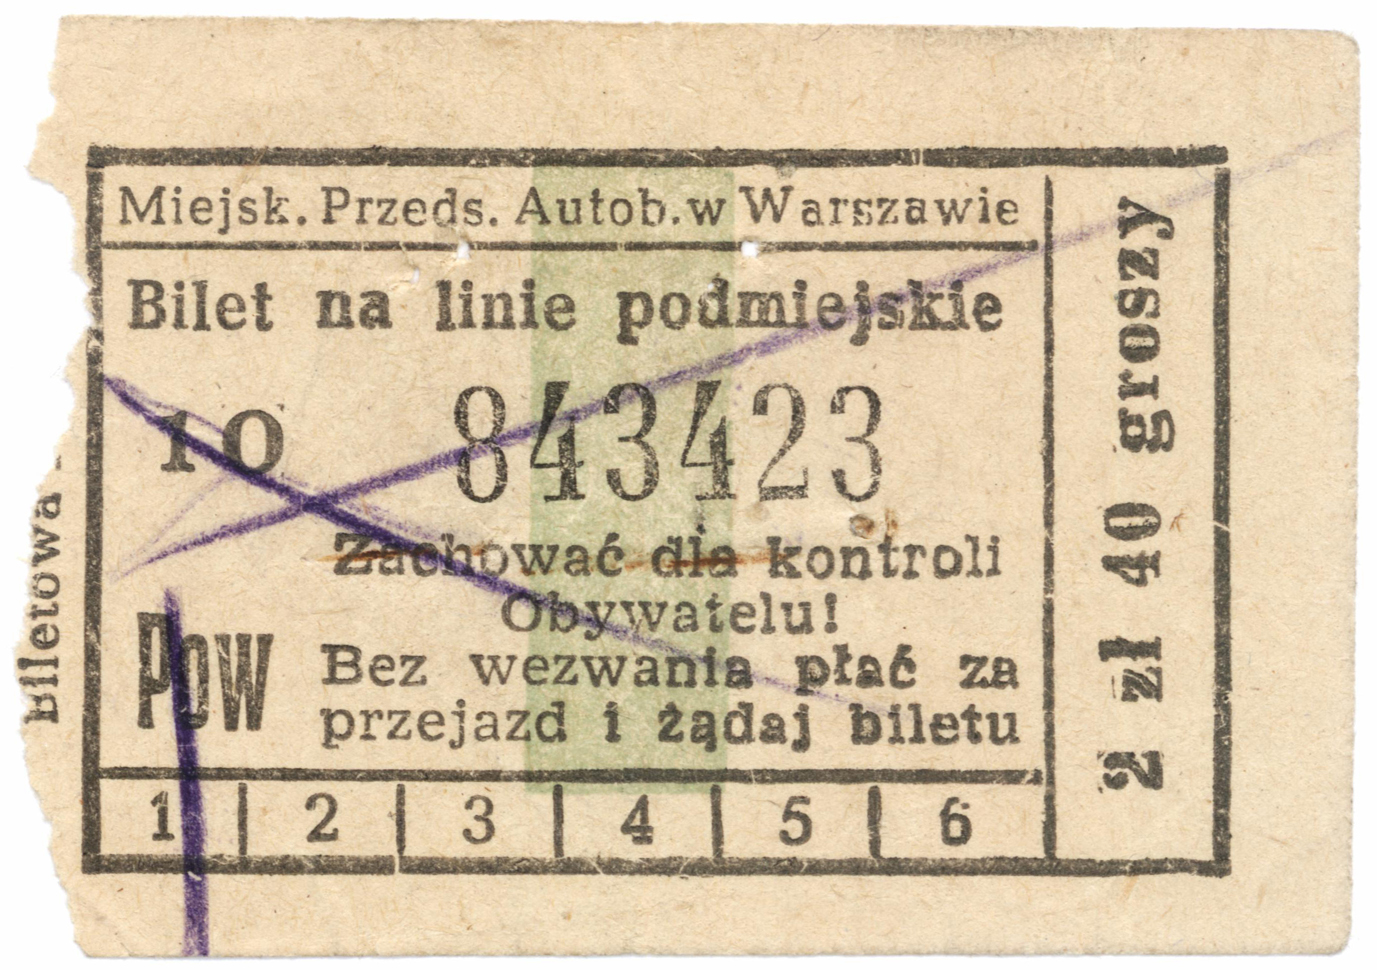 Miejsk. Przeds. Autob. w Warszawie
Bilet na linie podmiejskie
10 843423
Zachować dla kontroli
Obywatelu!
Pow
Bez wezwania płać za
przejazd i żądaj biletu
1 2 3 4 5 6
2 zł 40 groszy
Biletowa